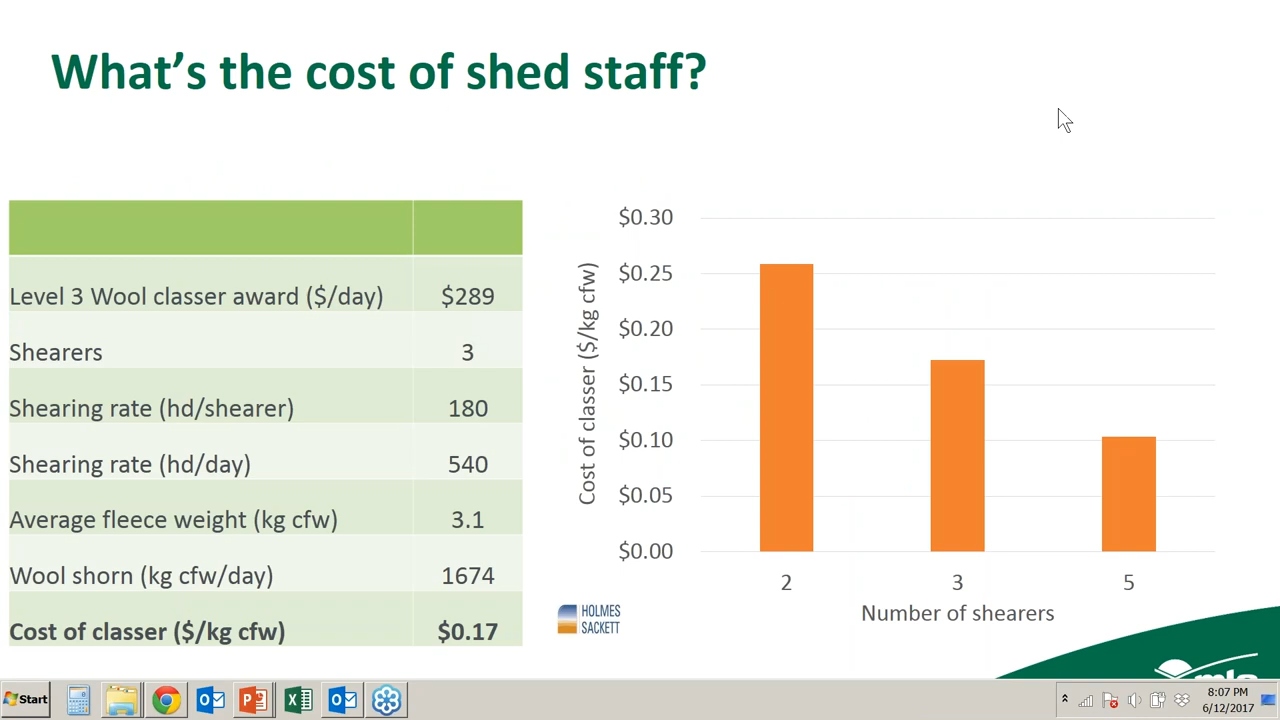 What's the cost of shed staff?
Level 3 Wool classer award ($/day) $289
Shearers 3
Shearing rate (hd/shearer) 180
Shearing rate (hd/day) 540
Average fleece weight (kg cfw) 3.1
Wool shorn (kg cfw/day) 1674
Cost of classer ($/kg cfw) $0.17
Cost of classer ($/kg cfw)
$0.30
$0.25
$0.20
$0.15
$0.10
$0.05
$0.00
2 3 5
Number of shearers
HOLMES
SACKETT
mla
Start
8:07 PM
6/12/2017